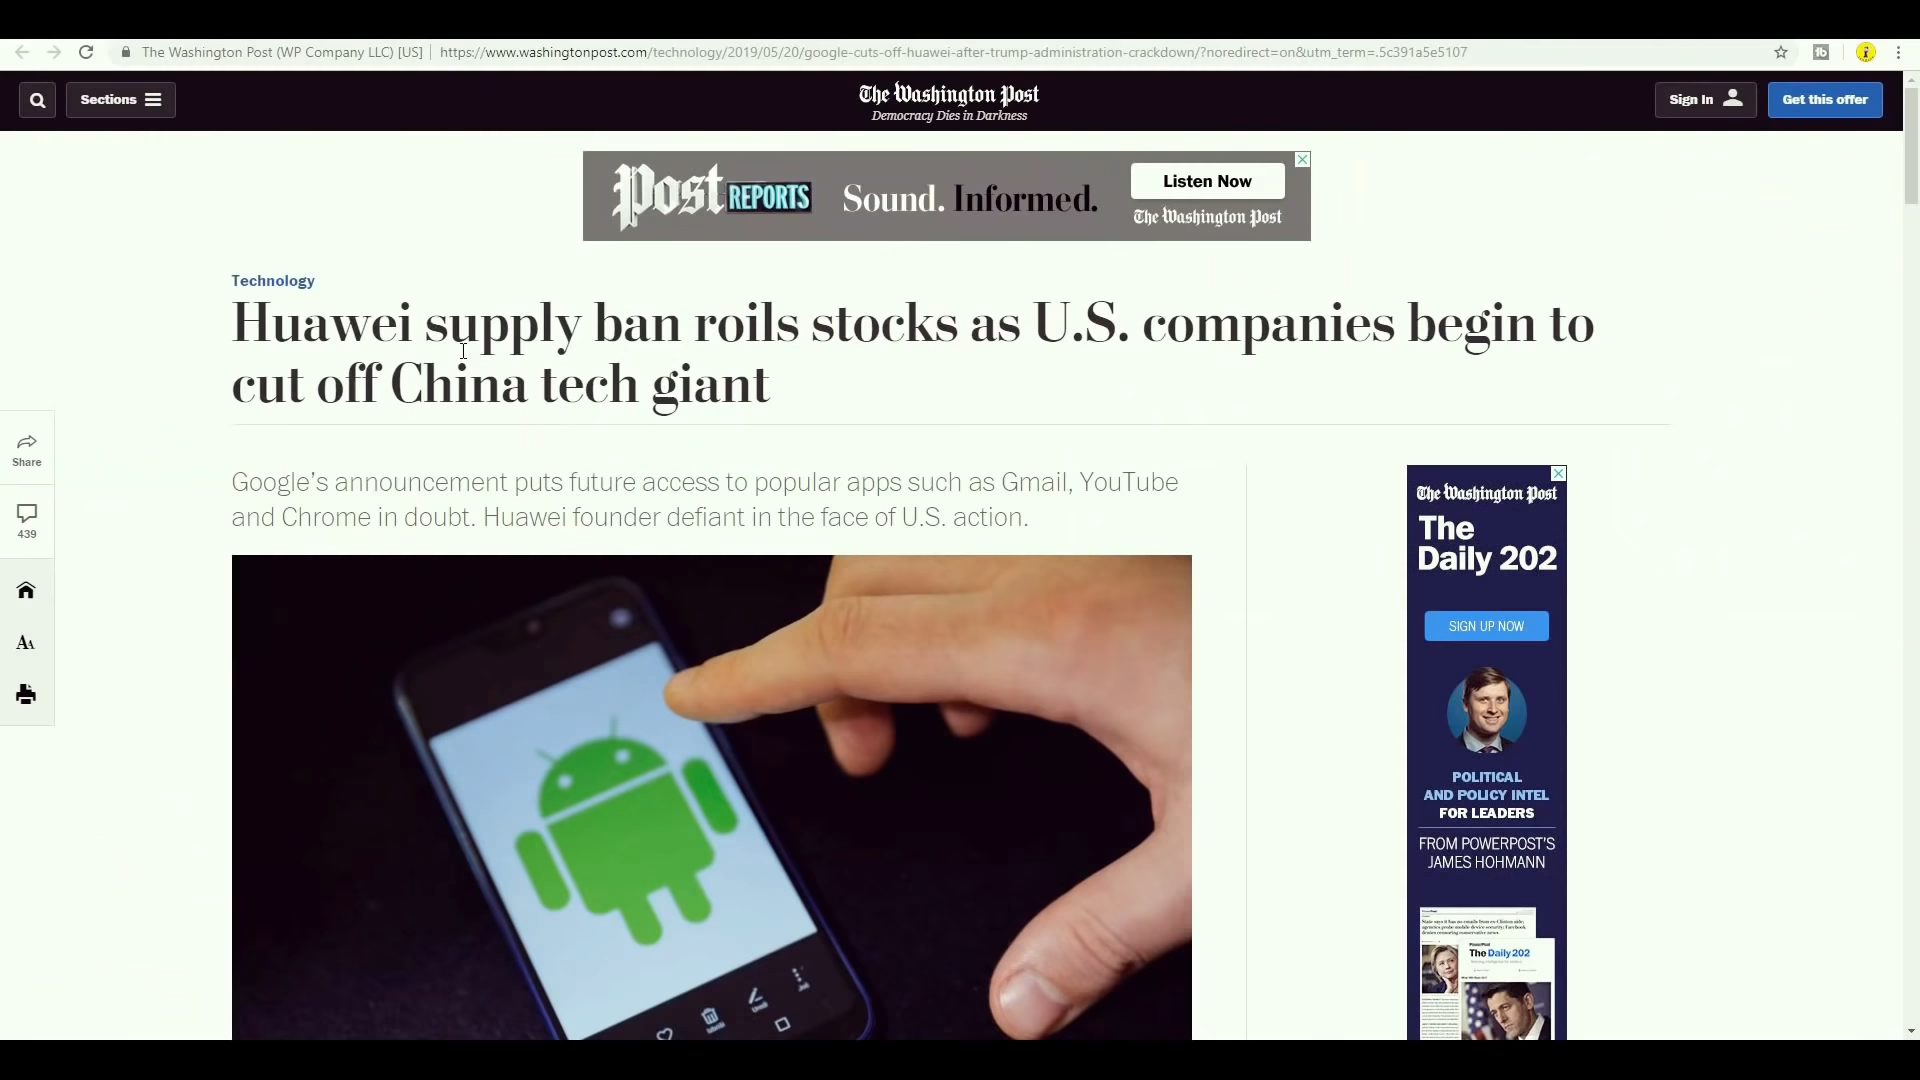 The Washington Post (WP Company LLC) [US]
https://www.washingtonpost.com/technology/2019/05/20/google-cuts-off-huawei-after-trump-administration-crackdown/?noredirect=on&utm_term=.5c391a5e5107
Sections
The Washington Post
Democracy Dies in Darkness
Sign In
Get this offer
Post REPORTS
Sound. Informed.
Listen Now
The Washington Post
Technology
Huawei supply ban roils stocks as U.S. companies begin to
cut off China tech giant
Share
439
Google’s announcement puts future access to popular apps such as Gmail, YouTube
and Chrome in doubt. Huawei founder defiant in the face of U.S. action.
The Washington Post
The
Daily 202
SIGN UP NOW
POLITICAL
AND POLICY INTEL
FOR LEADERS
FROM POWERPOST'S
JAMES HOHMANN
The Daily 202